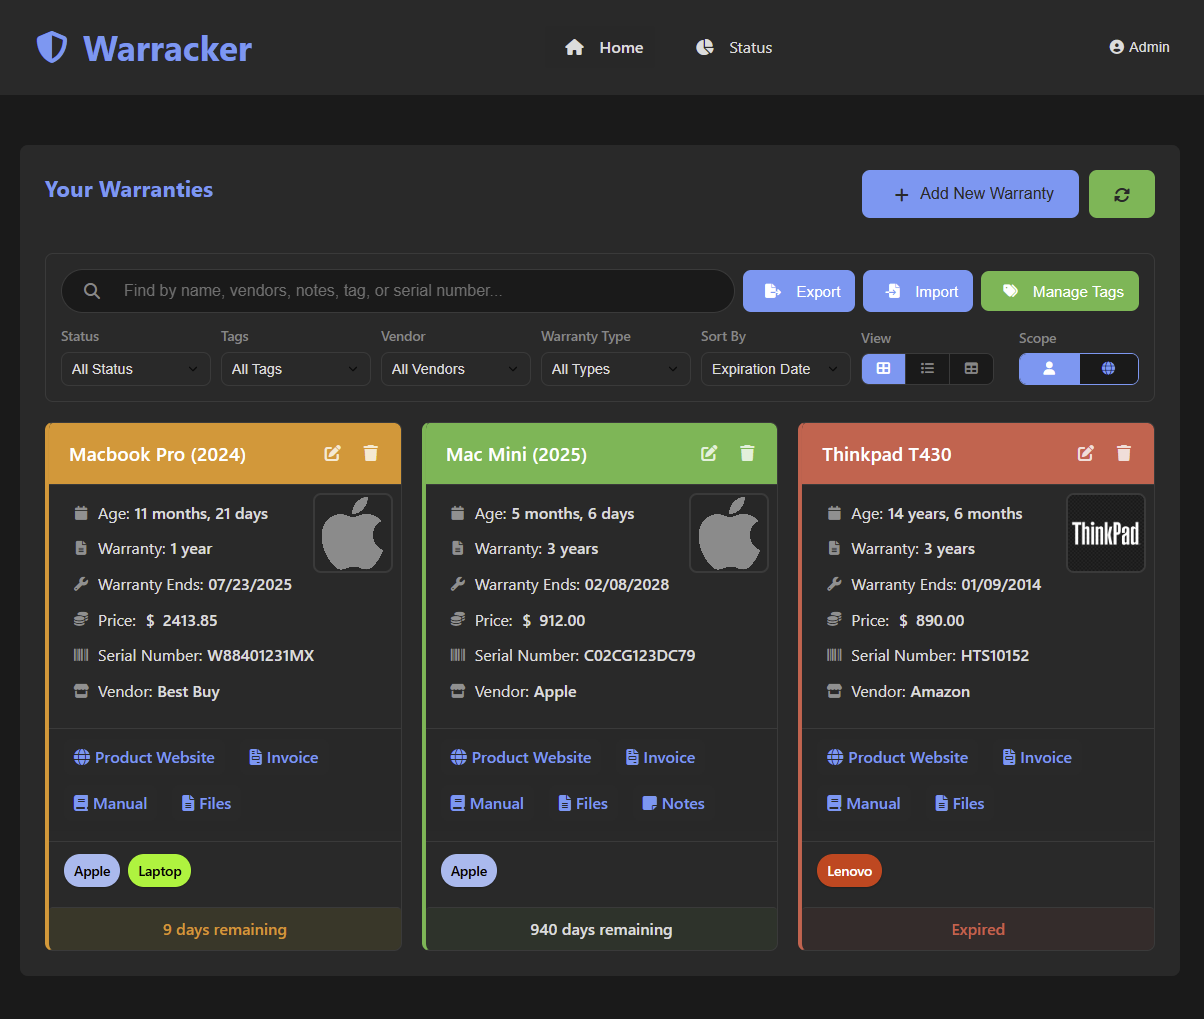 Warracker
Home
Status
Admin
Your Warranties
Add New Warranty
Find by name, vendors, notes, tag, or serial number...
Export
Import
Manage Tags
Status
Tags
Vendor
Warranty Type
Sort By
View
Scope
All Status
All Tags
All Vendors
All Types
Expiration Date
Macbook Pro (2024)
Age: 11 months, 21 days
Warranty: 1 year
Warranty Ends: 07/23/2025
Price: $ 2413.85
Serial Number: W88401231MX
Vendor: Best Buy
Product Website
Invoice
Manual
Files
Apple
Laptop
9 days remaining
Mac Mini (2025)
Age: 5 months, 6 days
Warranty: 3 years
Warranty Ends: 02/08/2028
Price: $ 912.00
Serial Number: C02CG123DC79
Vendor: Apple
Product Website
Invoice
Manual
Files
Notes
Apple
940 days remaining
Thinkpad T430
ThinkPad
Age: 14 years, 6 months
Warranty: 3 years
Warranty Ends: 01/09/2014
Price: $ 890.00
Serial Number: HTS10152
Vendor: Amazon
Product Website
Invoice
Manual
Files
Lenovo
Expired